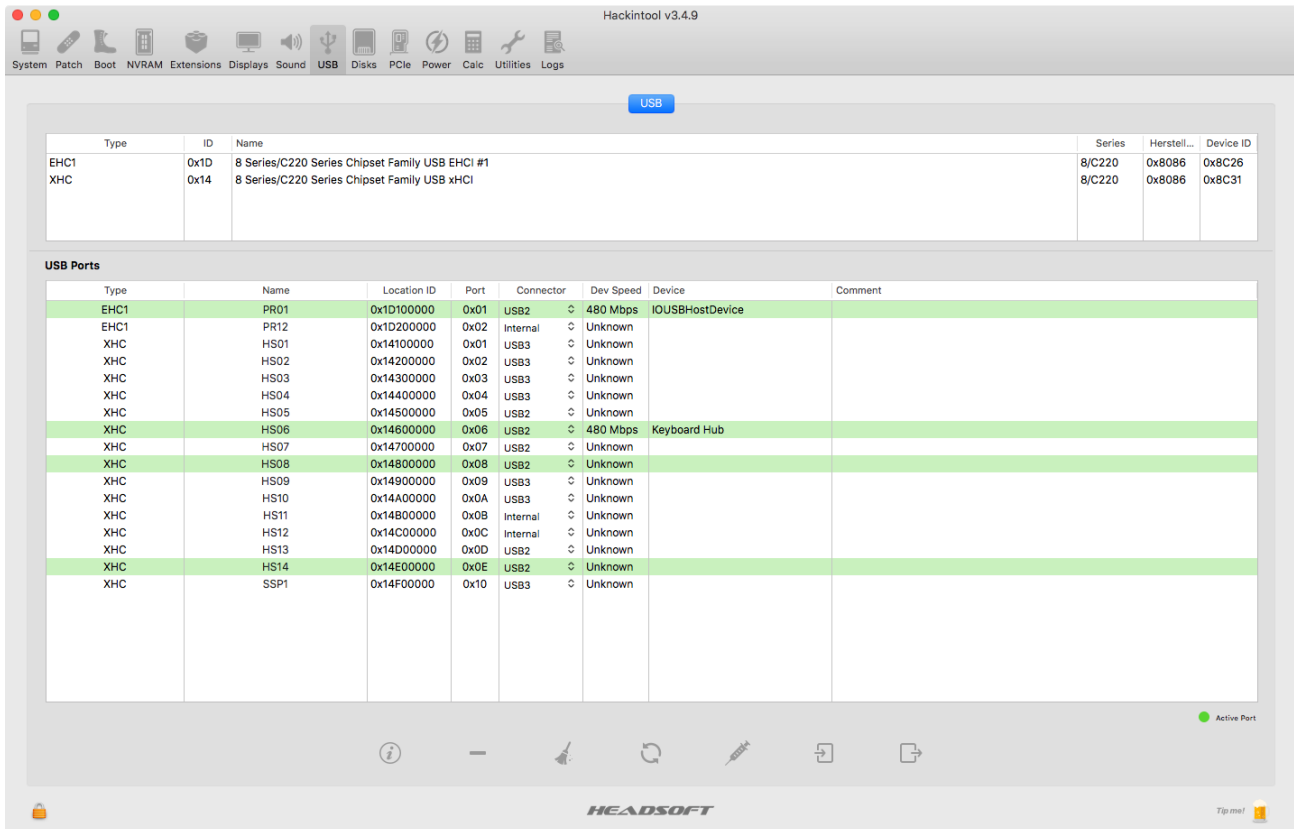 Hackintool v3.4.9
System Patch Boot NVRAM Extensions Displays Sound USB Disks PCIe Power Calc Utilities Logs
USB
Type ID Name Series Herstell... Device ID
EHC1 0x1D 8 Series/C220 Series Chipset Family USB EHCI #1 8/C220 0x8086 0x8C26
XHC 0x14 8 Series/C220 Series Chipset Family USB xHCI 8/C220 0x8086 0x8C31
USB Ports
Type Name Location ID Port Connector Dev Speed Device Comment
EHC1 PR01 0x1D100000 0x01 USB2 480 Mbps IOUSBHostDevice
EHC1 PR12 0x1D200000 0x02 Internal Unknown
XHC HS01 0x14100000 0x01 USB3 Unknown
XHC HS02 0x14200000 0x02 USB3 Unknown
XHC HS03 0x14300000 0x03 USB3 Unknown
XHC HS04 0x14400000 0x04 USB3 Unknown
XHC HS05 0x14500000 0x05 USB2 Unknown
XHC HS06 0x14600000 0x06 USB2 480 Mbps Keyboard Hub
XHC HS07 0x14700000 0x07 USB2 Unknown
XHC HS08 0x14800000 0x08 USB2 Unknown
XHC HS09 0x14900000 0x09 USB3 Unknown
XHC HS10 0x14A00000 0x0A USB3 Unknown
XHC HS11 0x14B00000 0x0B Internal Unknown
XHC HS12 0x14C00000 0x0C Internal Unknown
XHC HS13 0x14D00000 0x0D USB2 Unknown
XHC HS14 0x14E00000 0x0E USB2 Unknown
XHC SSP1 0x14F00000 0x10 USB3 Unknown
Active Port
HEADSOFT
Tip me!